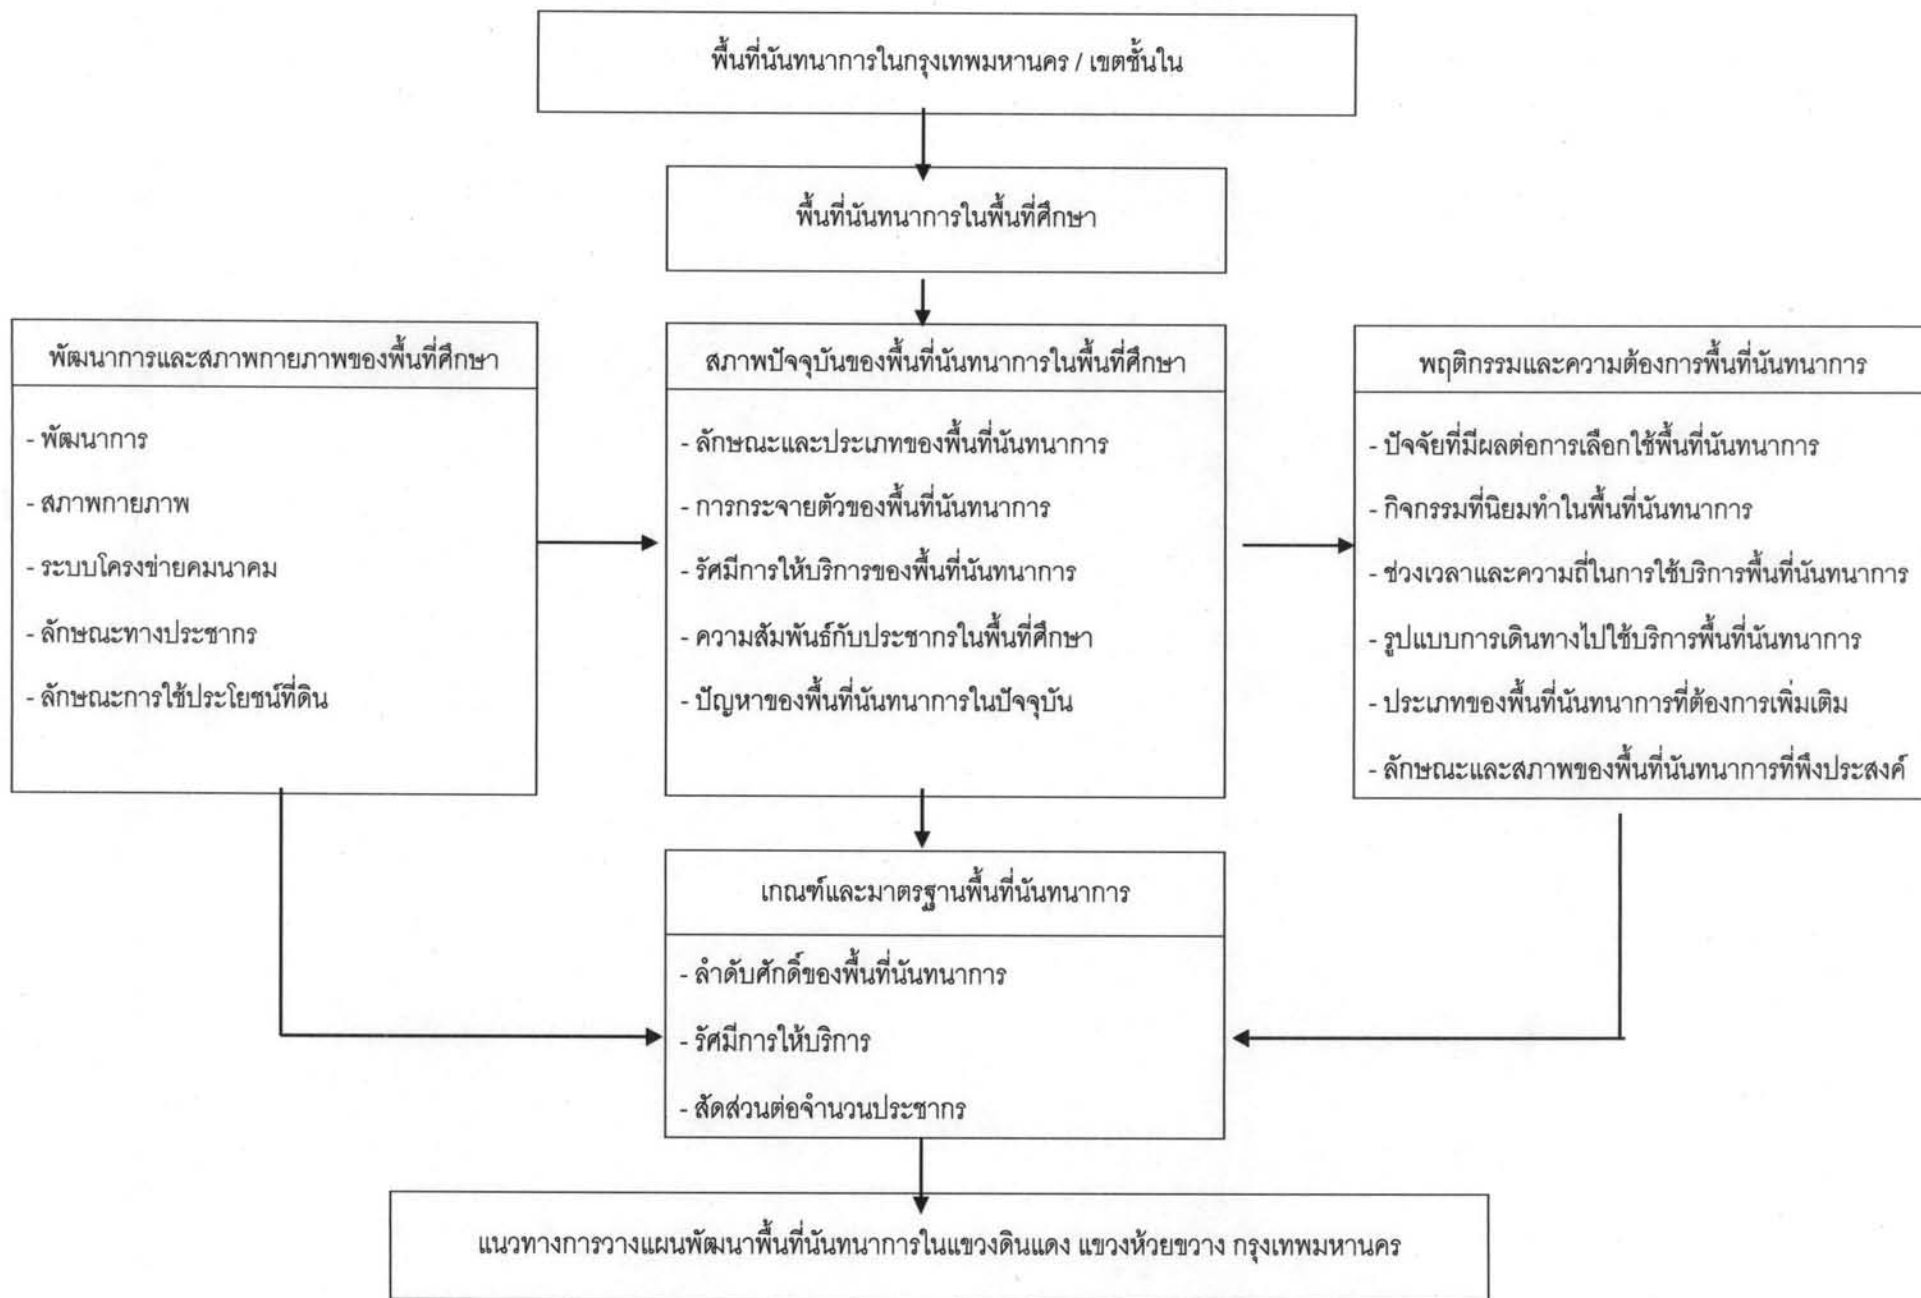 พื้นที่นันทนาการในกรุงเทพมหานคร / เขตชั้นใน
พื้นที่นันทนาการในพื้นที่ศึกษา
พัฒนาการและสภาพกายภาพของพื้นที่ศึกษา
- พัฒนาการ
- สภาพกายภาพ
- ระบบโครงข่ายคมนาคม
- ลักษณะทางประชากร
- ลักษณะการใช้ประโยชน์ที่ดิน
สภาพปัจจุบันของพื้นที่นันทนาการในพื้นที่ศึกษา
- ลักษณะและประเภทของพื้นที่นันทนาการ
- การกระจายตัวของพื้นที่นันทนาการ
- รัศมีการให้บริการของพื้นที่นันทนาการ
- ความสัมพันธ์กับประชากรในพื้นที่ศึกษา
- ปัญหาของพื้นที่นันทนาการในปัจจุบัน
พฤติกรรมและความต้องการพื้นที่นันทนาการ
- ปัจจัยที่มีผลต่อการเลือกใช้พื้นที่นันทนาการ
- กิจกรรมที่นิยมทำในพื้นที่นันทนาการ
- ช่วงเวลาและความถี่ในการใช้บริการพื้นที่นันทนาการ
- รูปแบบการเดินทางไปใช้บริการพื้นที่นันทนาการ
- ประเภทของพื้นที่นันทนาการที่ต้องการเพิ่มเติม
- ลักษณะและสภาพของพื้นที่นันทนาการที่พึงประสงค์
เกณฑ์และมาตรฐานพื้นที่นันทนาการ
- ลำดับศักดิ์ของพื้นที่นันทนาการ
- รัศมีการให้บริการ
- สัดส่วนต่อจำนวนประชากร
แนวทางการวางแผนพัฒนาพื้นที่นันทนาการในแขวงดินแดง แขวงห้วยขวาง กรุงเทพมหานคร